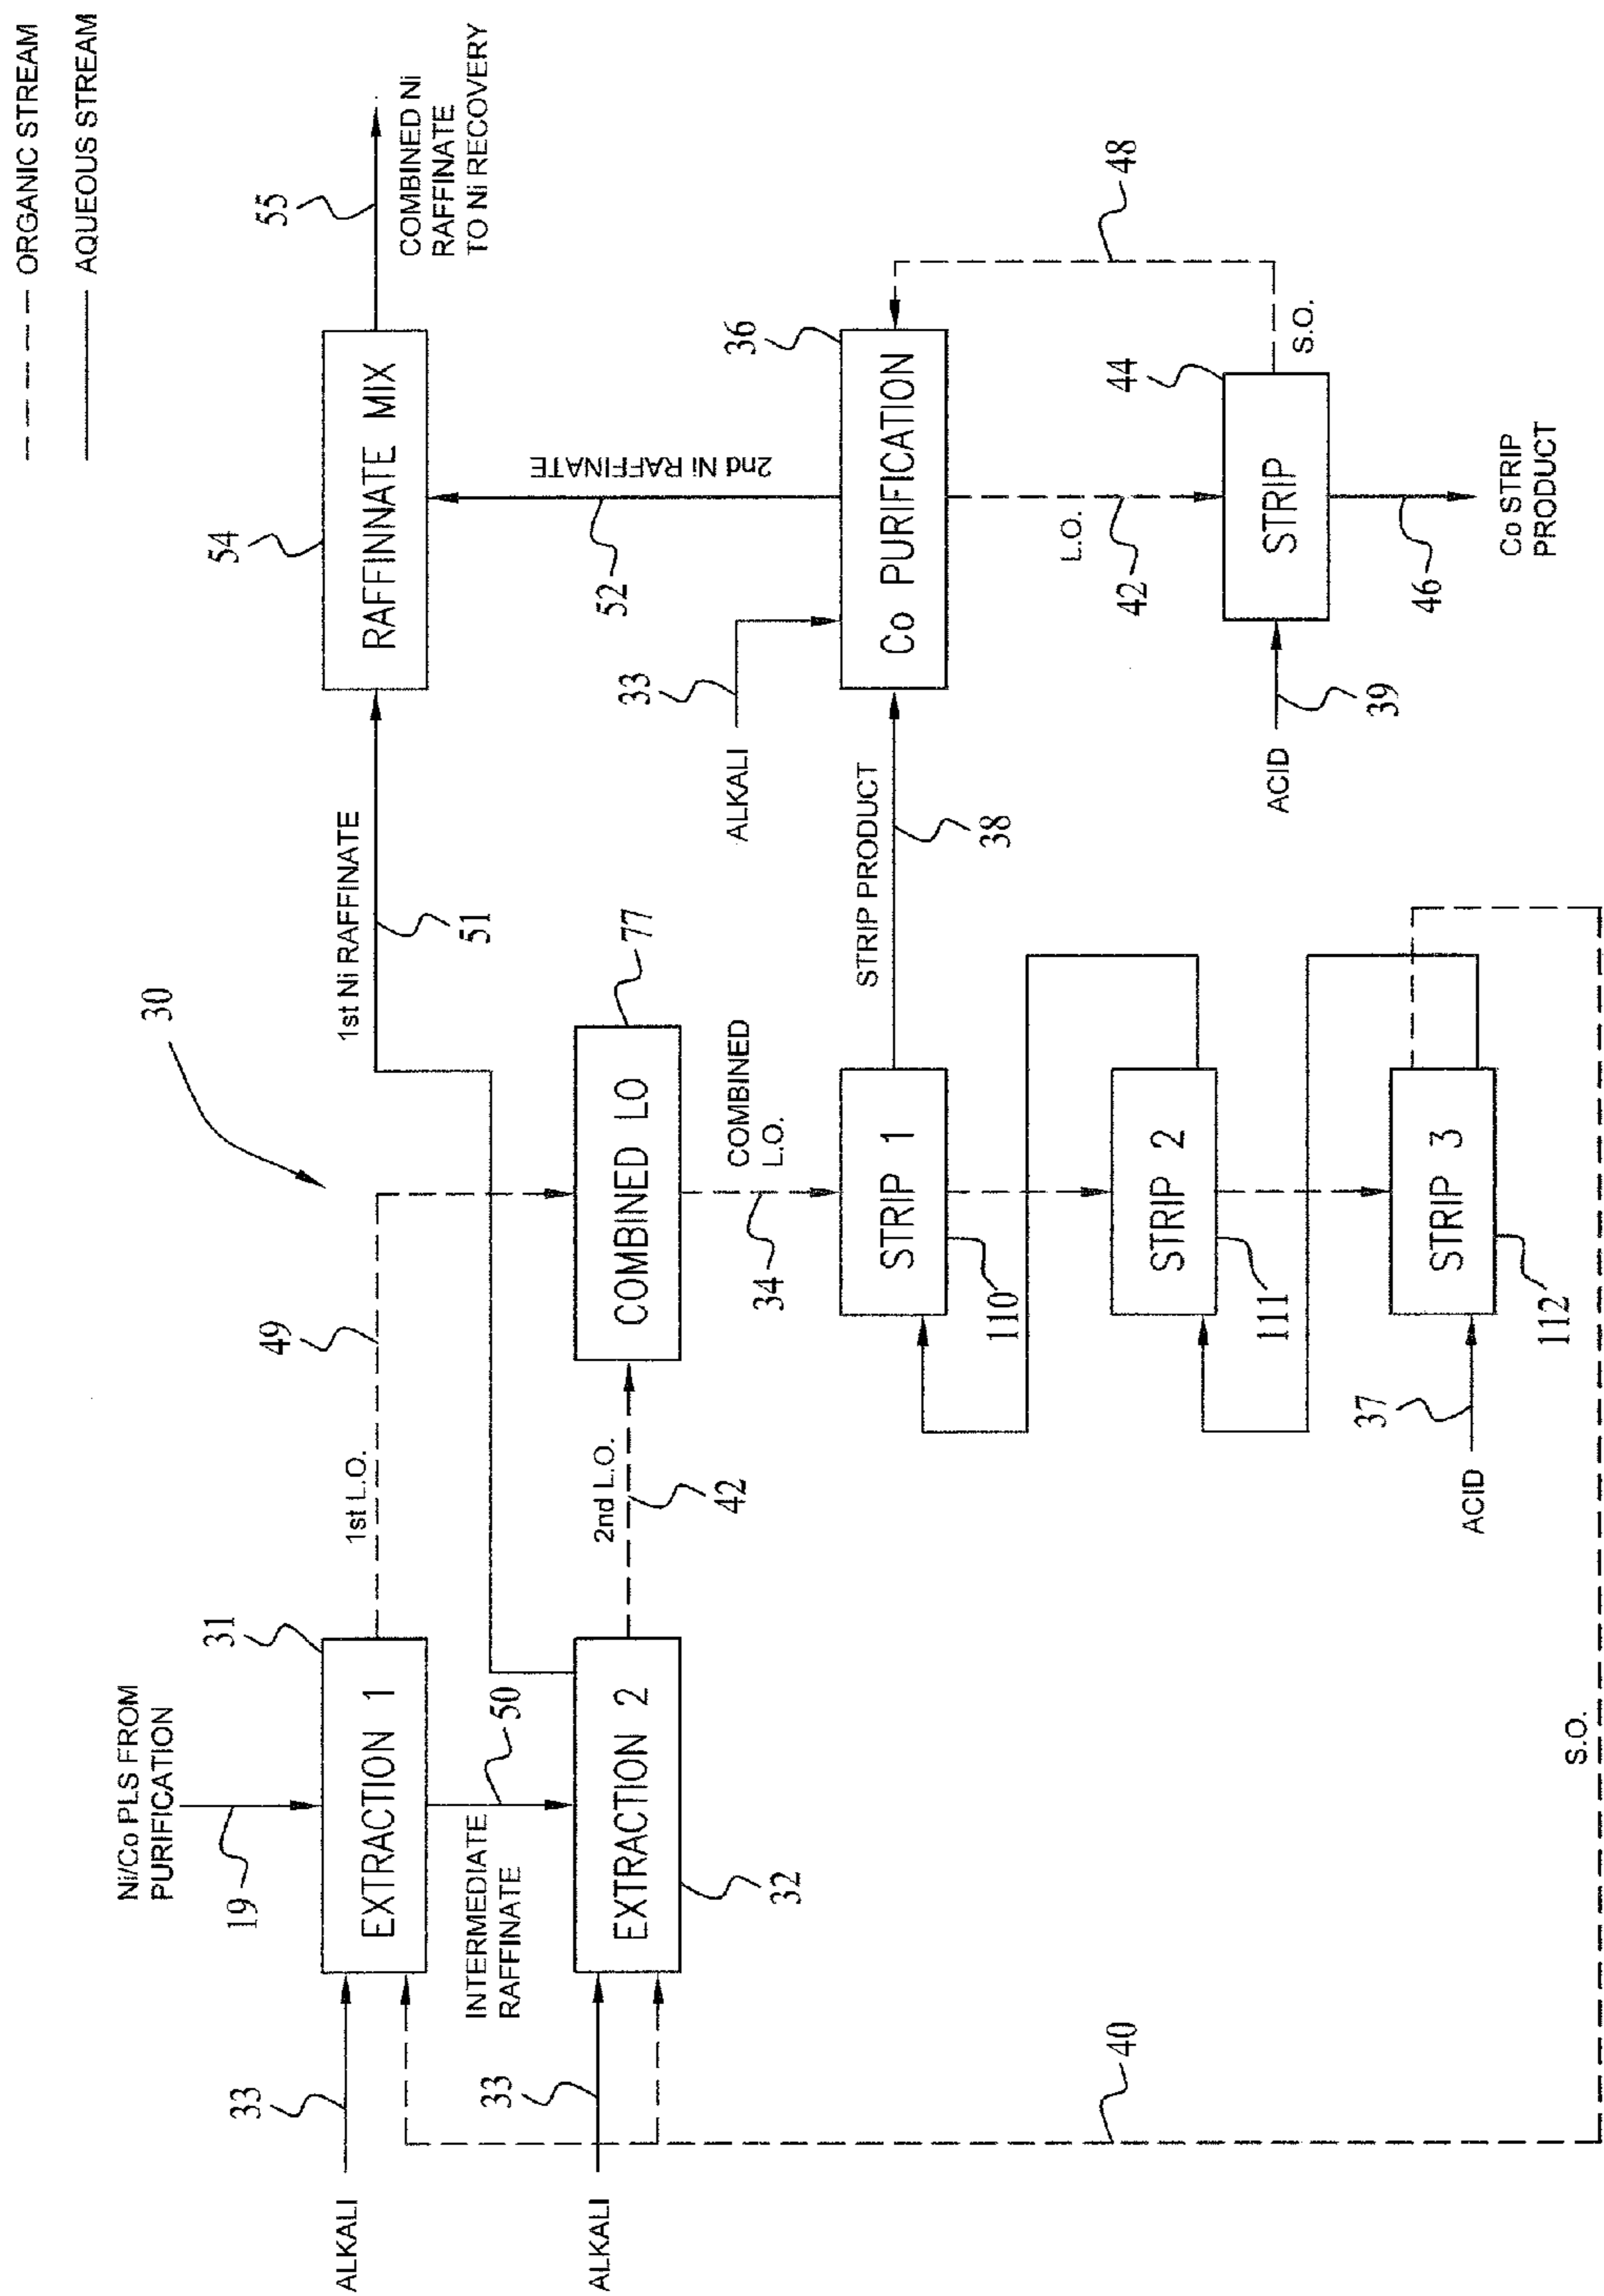 ORGANIC STREAM
AQUEOUS STREAM
30
Ni/Co PLS FROM
PURIFICATION
19
31
1st L.O.
49
1st Ni RAFFINATE
51
54
55
COMBINED Ni
RAFFINATE
TO Ni RECOVERY
ALKALI
33
EXTRACTION 1
RAFFINNATE MIX
INTERMEDIATE
RAFFINATE
50
2nd Ni RAFFINATE
52
ALKALI
33
EXTRACTION 2
32
2nd L.O.
42
COMBINED LO
77
COMBINED
L.O.
34
ALKALI
33
36
STRIP 1
110
STRIP PRODUCT
38
Co PURIFICATION
48
STRIP 2
111
L.O.
42
44
ACID
39
STRIP
S.O.
46
Co STRIP
PRODUCT
ACID
37
STRIP 3
112
40
S.O.